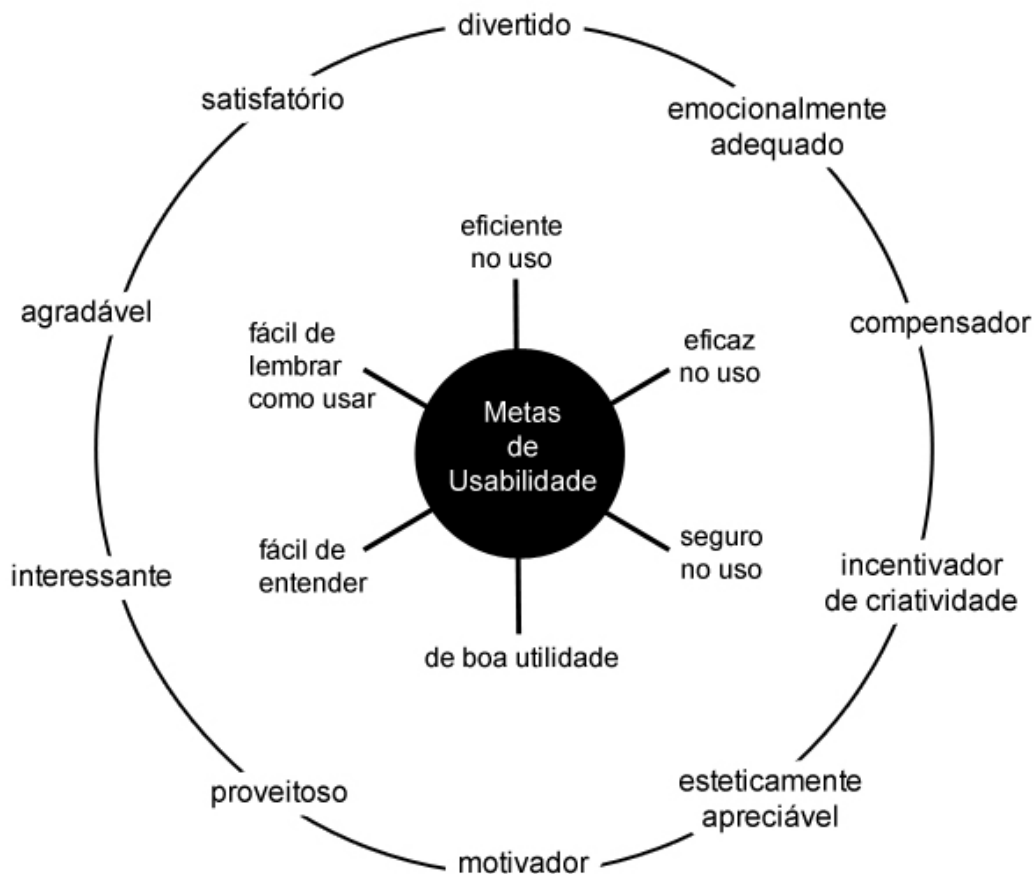 divertido
satisfatório
emocionalmente
adequado
eficiente
no uso
agradável
fácil de
lembrar
como usar
eficaz
no uso
compensador
Metas
de
Usabilidade
interessante
fácil de
entender
seguro
no uso
incentivador
de criatividade
de boa utilidade
proveitoso
esteticamente
apreciável
motivador